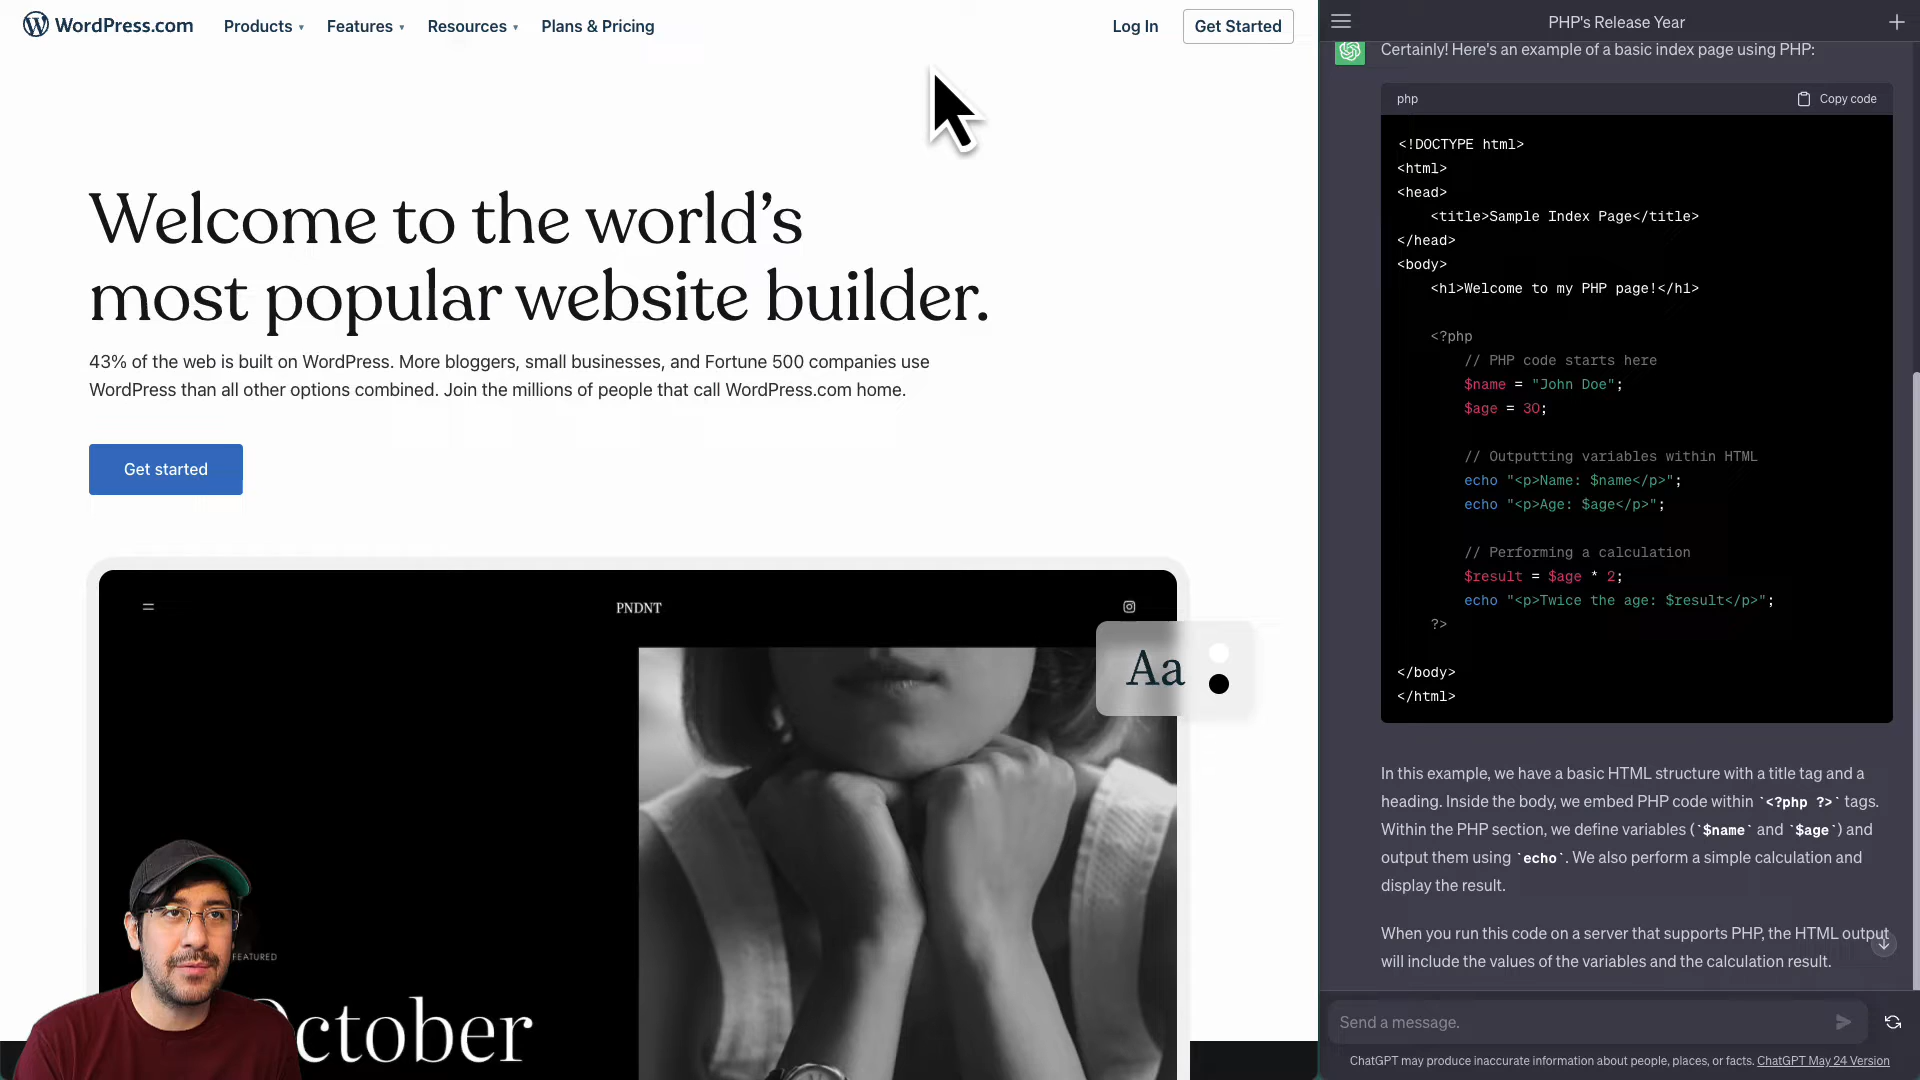 WordPress.com
Products
Features
Resources
Plans & Pricing
Log In
Get Started
Welcome to the world's
most popular website builder.
43% of the web is built on WordPress. More bloggers, small businesses, and Fortune 500 companies use
WordPress than all other options combined. Join the millions of people that call WordPress.com home.
Get started
PNDNT
Aa
FEATURED
October
PHP's Release Year
Certainly! Here's an example of a basic index page using PHP:
php
Copy code
<!DOCTYPE html>
<html>
<head>
    <title>Sample Index Page</title>
</head>
<body>
    <h1>Welcome to my PHP page!</h1>
    <?php
        // PHP code starts here
        $name = "John Doe";
        $age = 30;
        // Outputting variables within HTML
        echo "<p>Name: $name</p>";
        echo "<p>Age: $age</p>";
        // Performing a calculation
        $result = $age * 2;
        echo "<p>Twice the age: $result</p>";
    ?>
</body>
</html>
In this example, we have a basic HTML structure with a title tag and a
heading. Inside the body, we embed PHP code within `<?php ?>` tags.
Within the PHP section, we define variables (`$name` and `$age`) and
output them using `echo`. We also perform a simple calculation and
display the result.
When you run this code on a server that supports PHP, the HTML output
will include the values of the variables and the calculation result.
Send a message.
ChatGPT may produce inaccurate information about people, places, or facts. ChatGPT May 24 Version